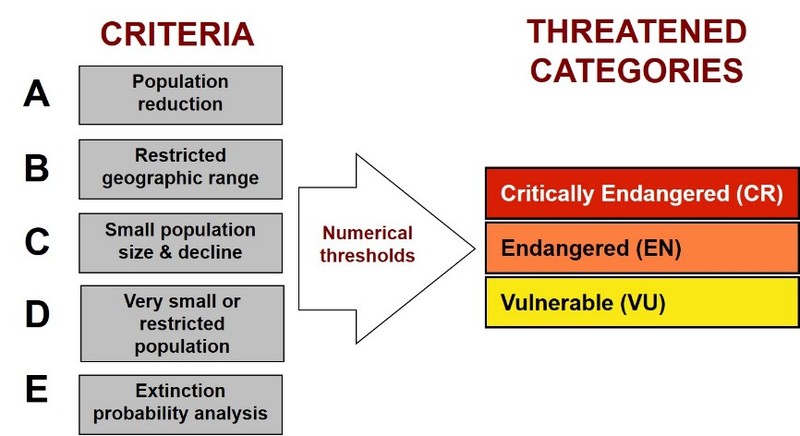 CRITERIA
A
Population
reduction
B
Restricted
geographic range
C
Small population
size & decline
D
Very small or
restricted
population
E
Extinction
probability analysis
Numerical
thresholds
THREATENED
CATEGORIES
Critically Endangered (CR)
Endangered (EN)
Vulnerable (VU)